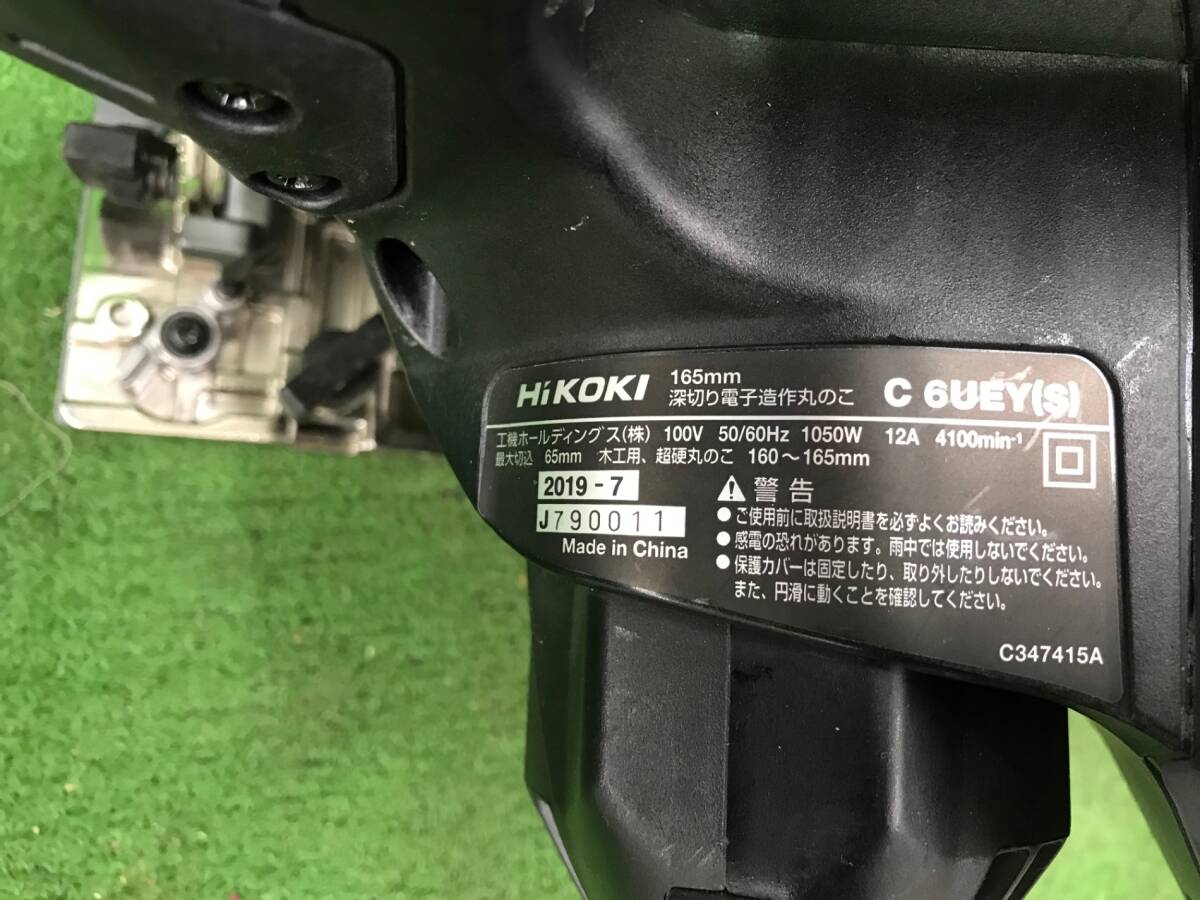 HiKOKI 165mm
深切り電子造作丸のこ C 6UEY(S)
工機ホールディングス(株) 100V 50/60Hz 1050W 12A 4100min⁻¹
最大切込 65mm 木工用、超硬丸のこ 160～165mm
2019 - 7
J790011
Made in China
警告
●ご使用前に取扱説明書を必ずよくお読みください。
●感電の恐れがあります。雨中では使用しないでください。
●保護カバーは固定したり、取り外したりしないでください。
また、円滑に動くことを確認してください。
C347415A